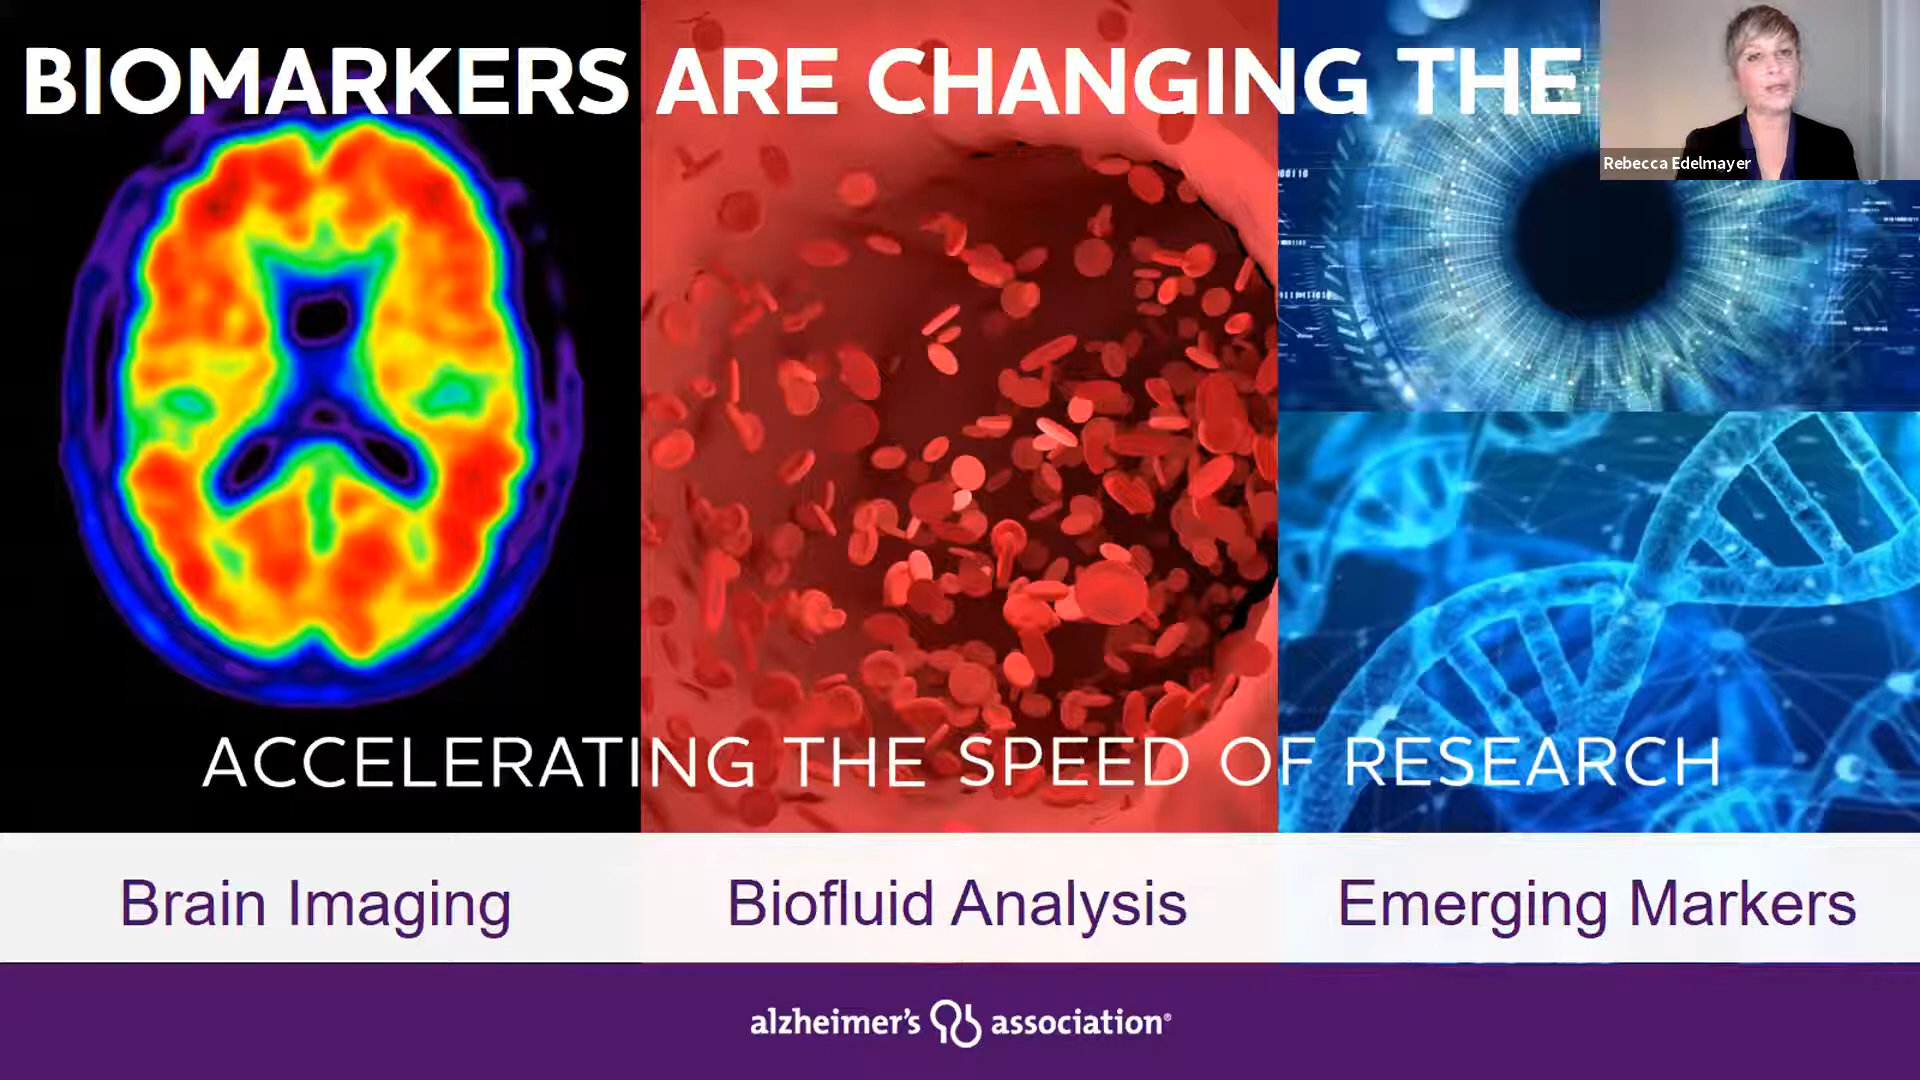 BIOMARKERS ARE CHANGING THE
Rebecca Edelmayer
ACCELERATING THE SPEED OF RESEARCH
Brain Imaging
Biofluid Analysis
Emerging Markers
alzheimer's association®